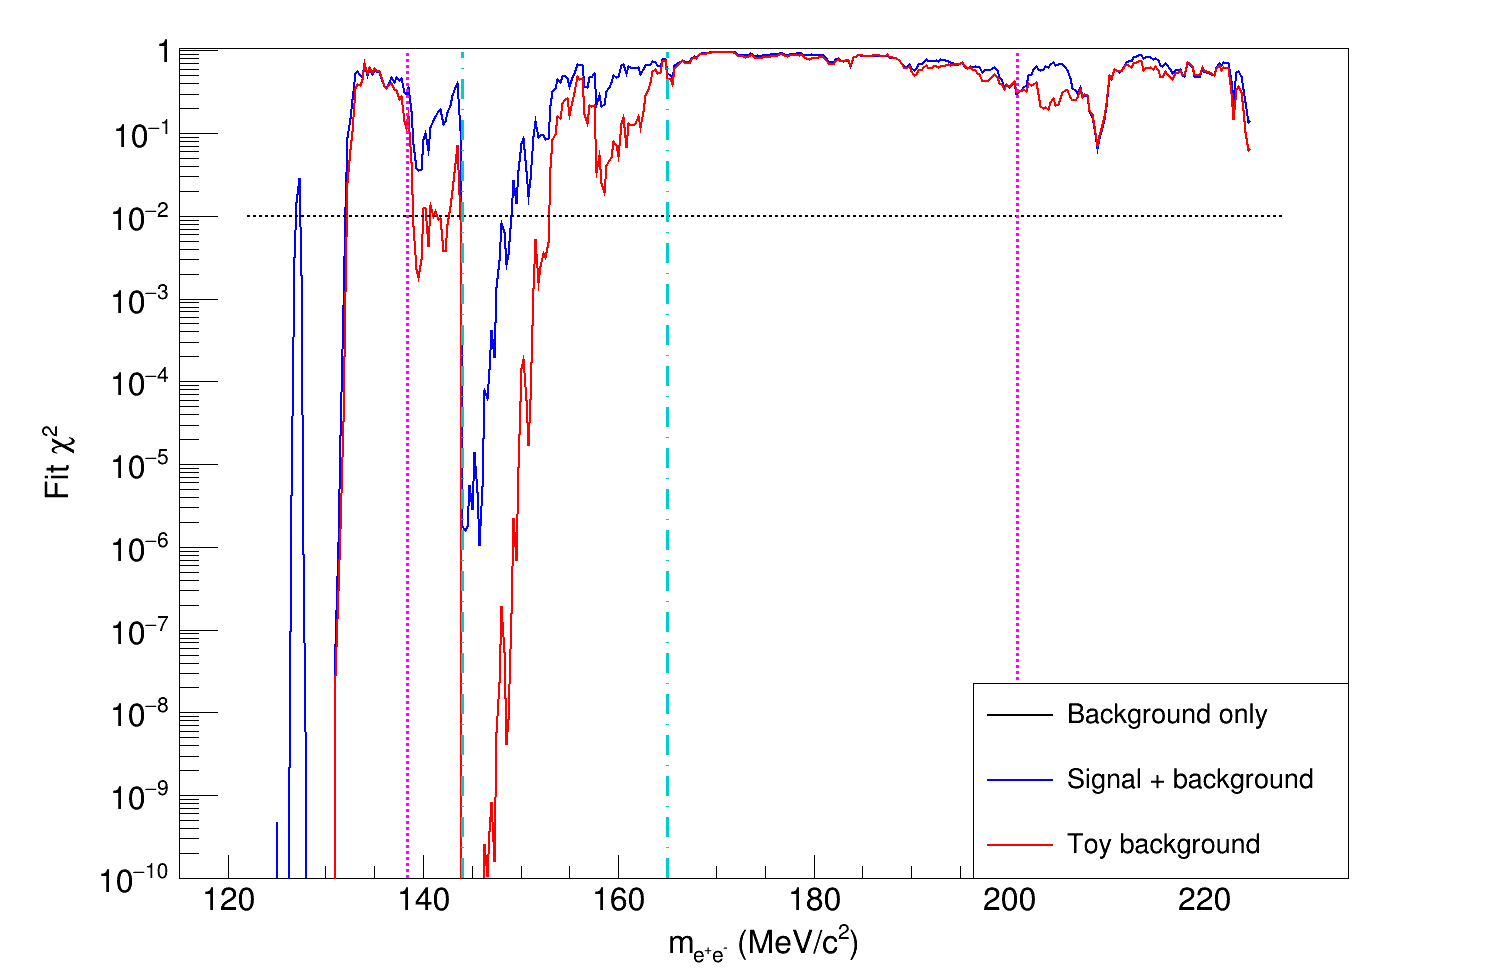 1
10⁻¹
10⁻²
10⁻³
10⁻⁴
10⁻⁵
10⁻⁶
10⁻⁷
10⁻⁸
10⁻⁹
10⁻¹⁰
Fit χ²
120 140 160 180 200 220
m_{e⁺e⁻} (MeV/c²)
Background only
Signal + background
Toy background